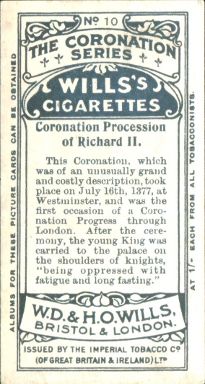 Nº 10
THE CORONATION
SERIES
WILLS'S
CIGARETTES
Coronation Procession
of Richard II.
This Coronation, which
was of an unusually grand
and costly description, took
place on July 16th, 1377, at
Westminster, and was the
first occasion of a Coro-
nation Progress through
London. After the cere-
mony, the young King was
carried to the palace on
the shoulders of knights,
"being oppressed with
fatigue and long fasting."
W.D. & H.O. WILLS,
BRISTOL & LONDON.
ISSUED BY THE IMPERIAL TOBACCO Cº
(OF GREAT BRITAIN & IRELAND) LTD.
ALBUMS FOR THESE PICTURE CARDS CAN BE OBTAINED
AT 1/- EACH FROM ALL TOBACCONISTS.